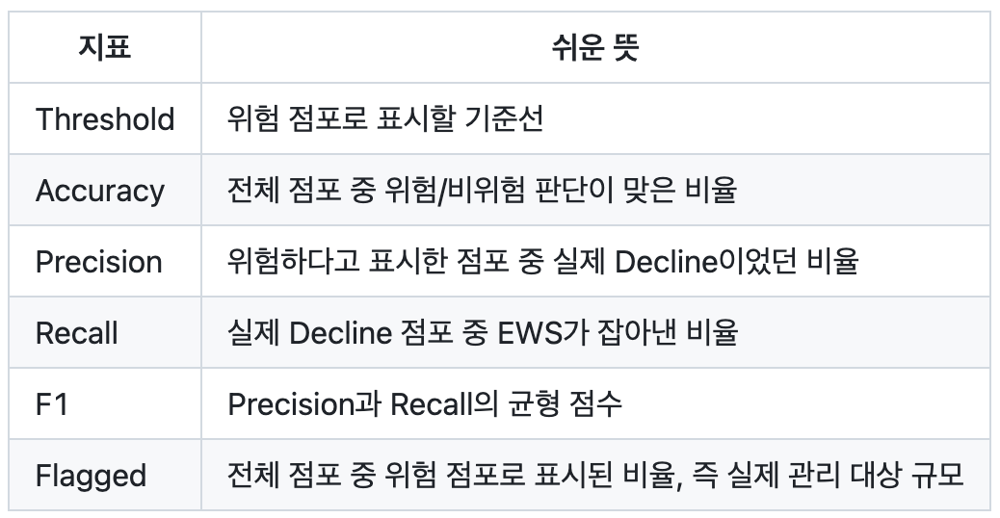 지표 쉬운 뜻
Threshold 위험 점포로 표시할 기준선
Accuracy 전체 점포 중 위험/비위험 판단이 맞은 비율
Precision 위험하다고 표시한 점포 중 실제 Decline이었던 비율
Recall 실제 Decline 점포 중 EWS가 잡아낸 비율
F1 Precision과 Recall의 균형 점수
Flagged 전체 점포 중 위험 점포로 표시된 비율, 즉 실제 관리 대상 규모